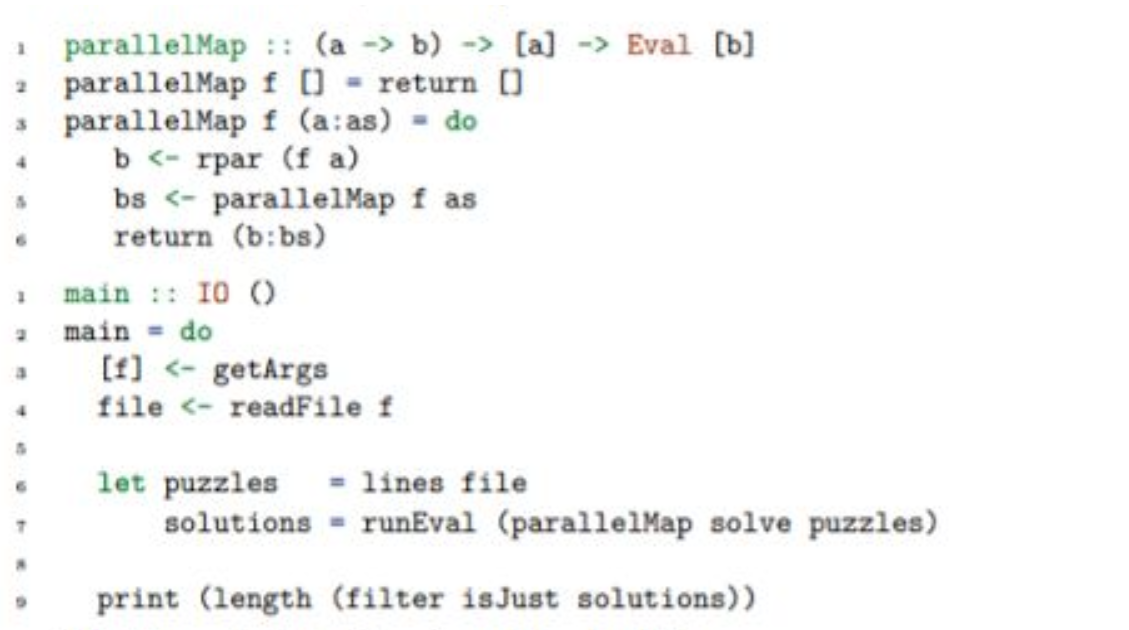 1 parallelMap :: (a -> b) -> [a] -> Eval [b]
2 parallelMap f [] = return []
3 parallelMap f (a:as) = do
4 b <- rpar (f a)
5 bs <- parallelMap f as
6 return (b:bs)
1 main :: IO ()
2 main = do
3 [f] <- getArgs
4 file <- readFile f
5
6 let puzzles = lines file
7 solutions = runEval (parallelMap solve puzzles)
8
9 print (length (filter isJust solutions))